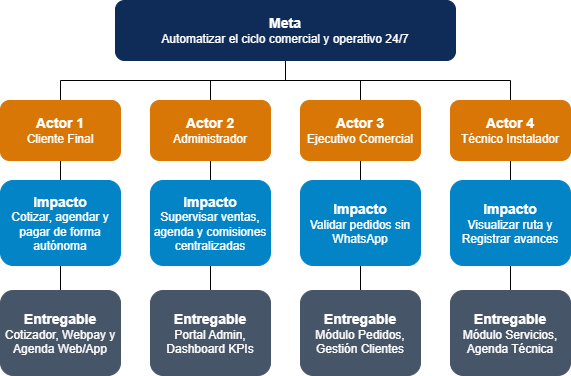 Meta
Automatizar el ciclo comercial y operativo 24/7
Actor 1
Cliente Final
Actor 2
Administrador
Actor 3
Ejecutivo Comercial
Actor 4
Técnico Instalador
Impacto
Cotizar, agendar y
pagar de forma
autónoma
Impacto
Supervisar ventas,
agenda y comisiones
centralizadas
Impacto
Validar pedidos sin
WhatsApp
Impacto
Visualizar ruta y
Registrar avances
Entregable
Cotizador, Webpay y
Agenda Web/App
Entregable
Portal Admin,
Dashboard KPIs
Entregable
Módulo Pedidos,
Gestión Clientes
Entregable
Módulo Servicios,
Agenda Técnica